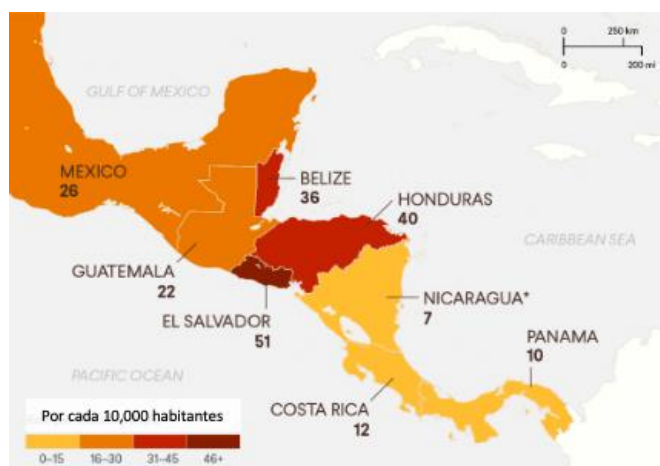 0 250 km
0 200 mi
GULF OF MEXICO
MEXICO
26
BELIZE
36
HONDURAS
40
CARIBBEAN SEA
GUATEMALA
22
EL SALVADOR
51
NICARAGUA*
7
PANAMA
10
PACIFIC OCEAN
COSTA RICA
12
Por cada 10,000 habitantes
0–15 16–30 31–45 46+